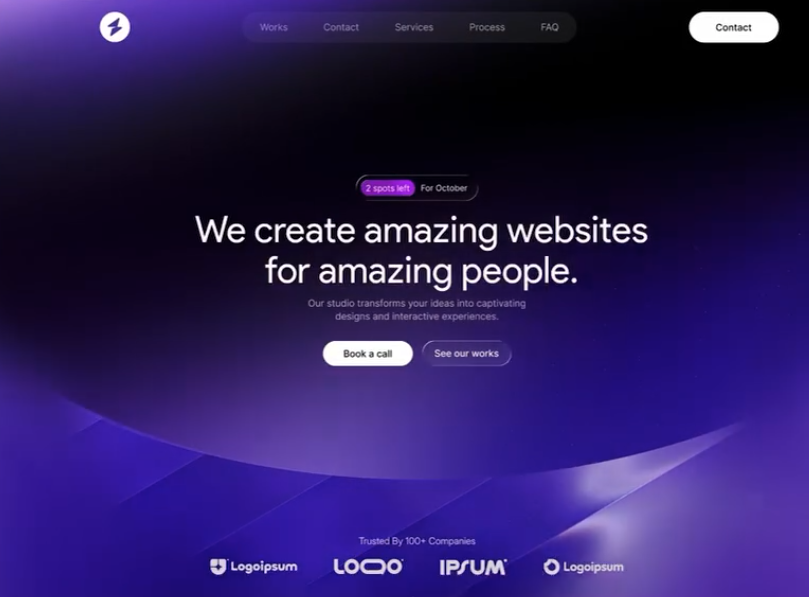 Works Contact Services Process FAQ Contact
2 spots left For October
We create amazing websites
for amazing people.
Our studio transforms your ideas into captivating
designs and interactive experiences.
Book a call See our works
Trusted By 100+ Companies
Logoipsum LOGO IPSUM Logoipsum